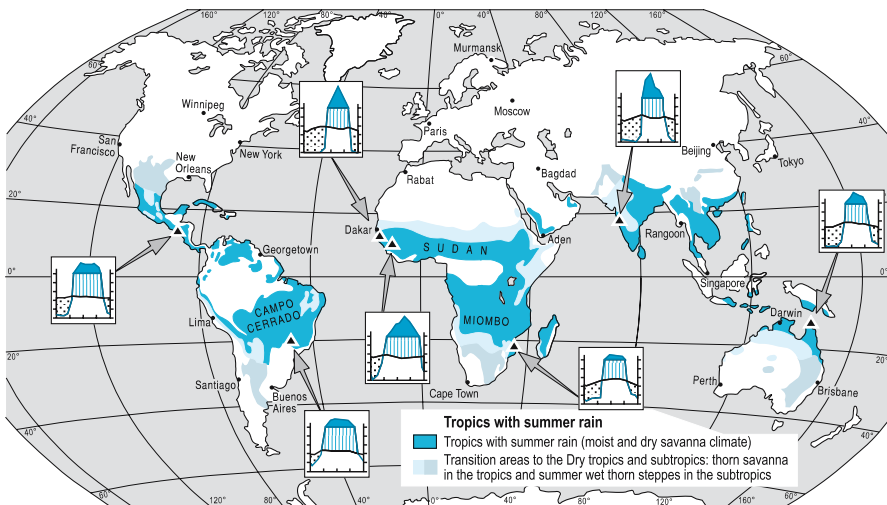 160°
120°
80°
40°
0°
40°
80°
120°
160°
60°
60°
Murmansk
Winnipeg
Moscow
40°
Paris
40°
San
Francisco
New York
Beijing
Tokyo
New
Orleans
Rabat
Bagdad
20°
20°
Dakar
SUDAN
Aden
Rangoon
Georgetown
0°
0°
Singapore
CAMPO
CERRADO
MIOMBO
Lima
Darwin
20°
20°
Santiago
Buenos
Aires
Cape Town
Perth
Brisbane
40°
40°
Tropics with summer rain
Tropics with summer rain (moist and dry savanna climate)
Transition areas to the Dry tropics and subtropics: thorn savanna
in the tropics and summer wet thorn steppes in the subtropics
60°
60°
120°
80°
40°
0°
40°
80°
120°
160°